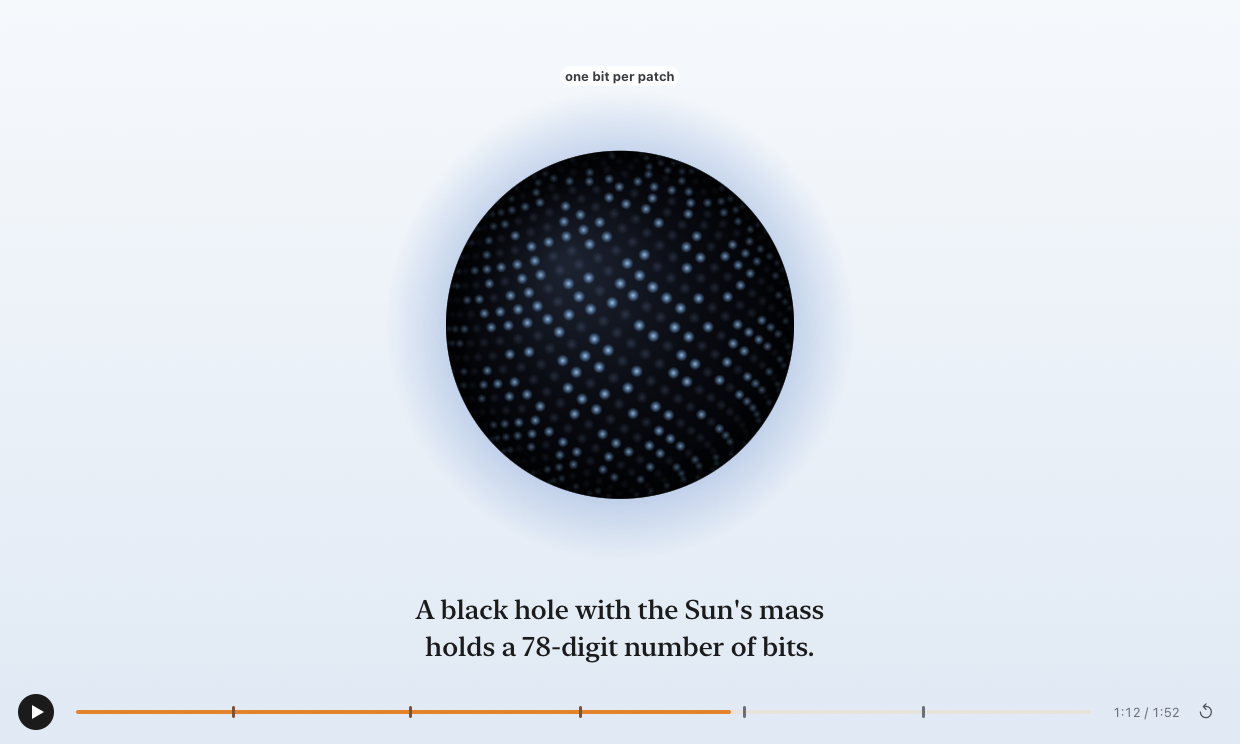 one bit per patch
A black hole with the Sun's mass
holds a 78-digit number of bits.
1:12 / 1:52